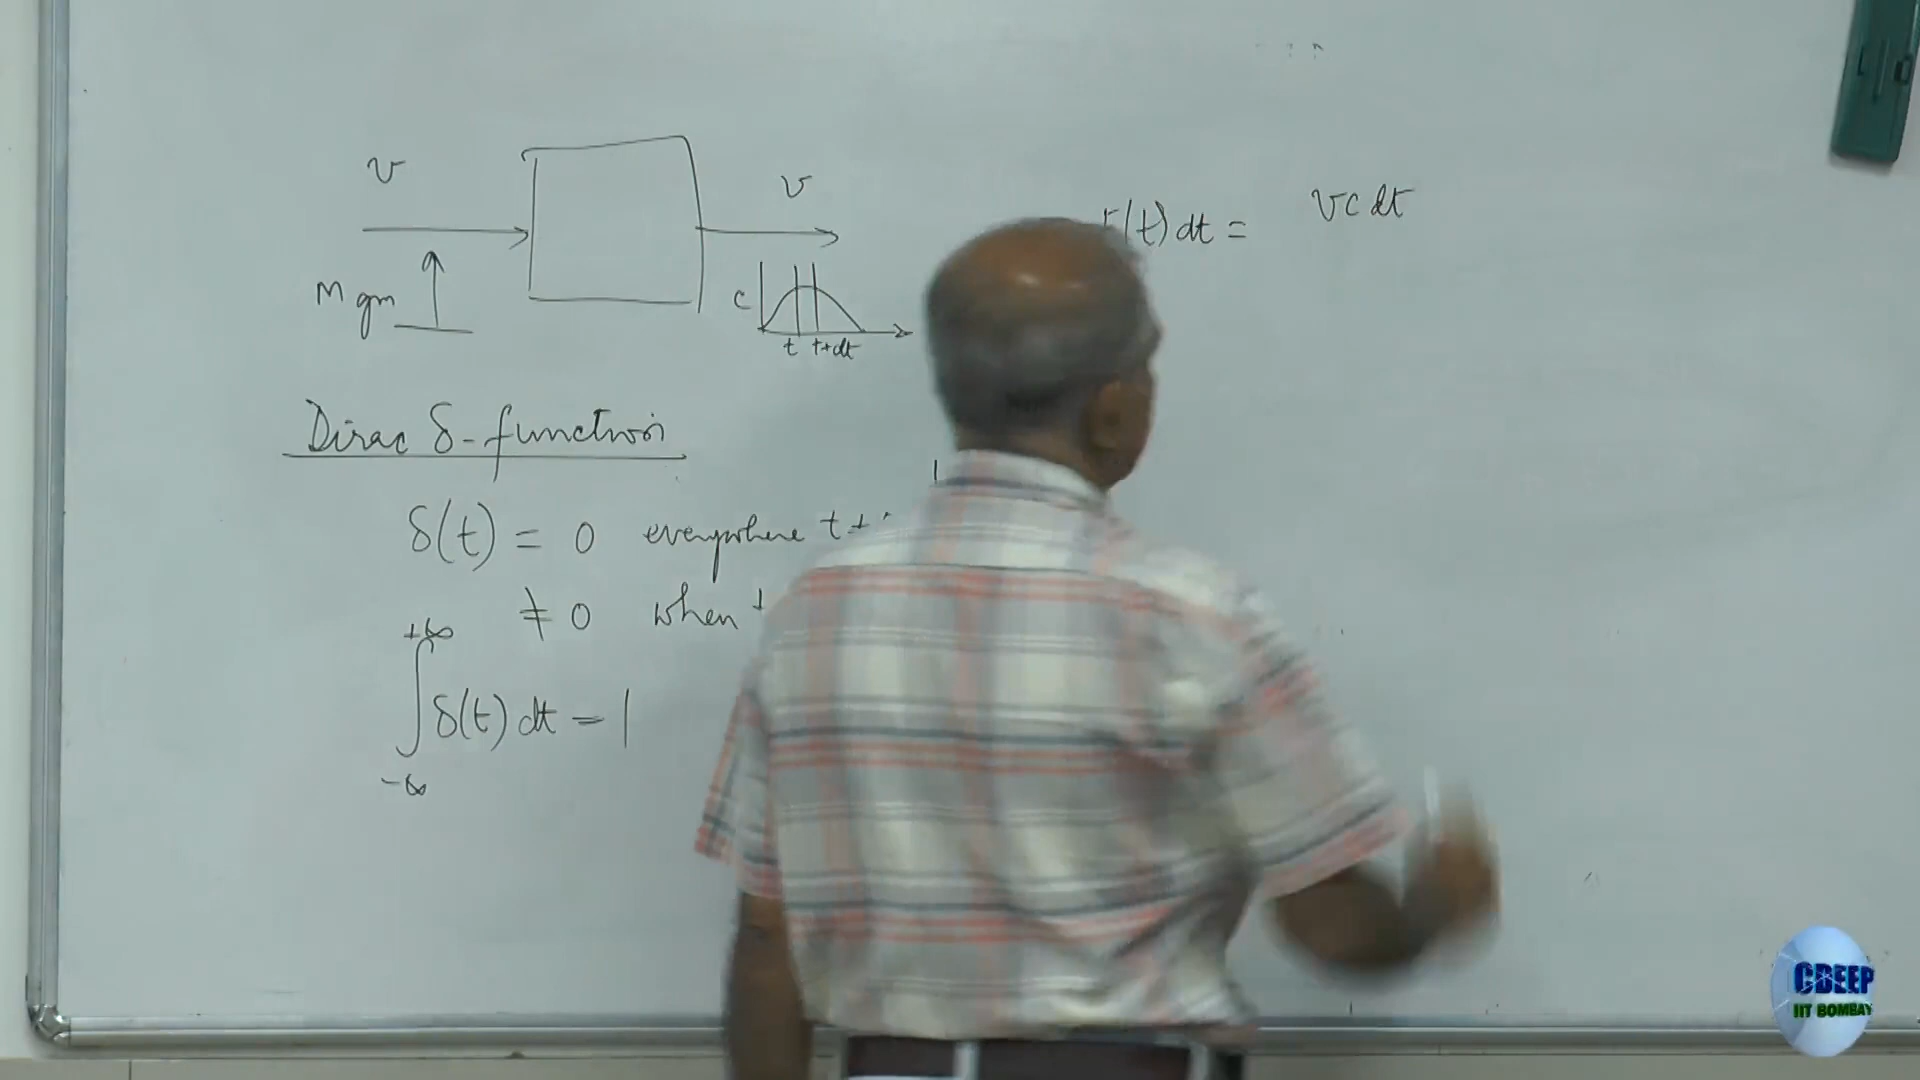 v
v
M gm
C
t t+dt
(t) dt = vc dt
Dirac δ-function
δ(t) = 0 everywhere t
≠ 0 when
+∞
∫ δ(t) dt = 1
-∞
CDEEP
IIT BOMBAY